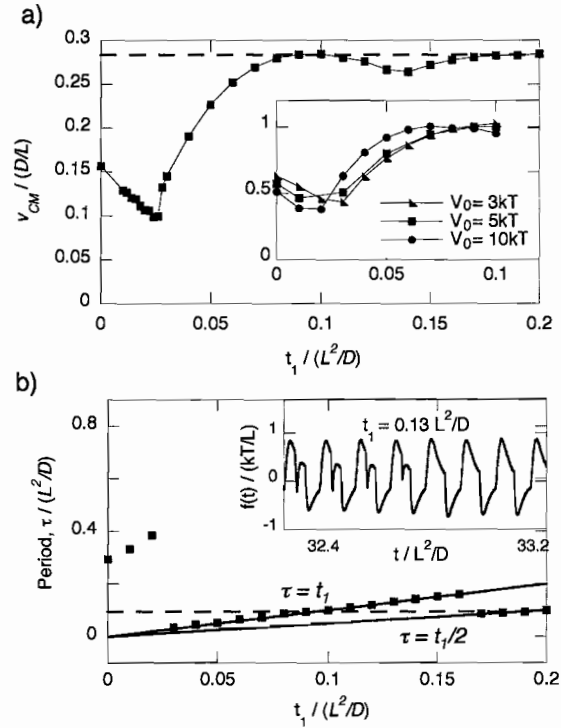 a)
0.3
0.25
0.2
0.15
0.1
0.05
0
v_CM / (D/L)
1
0.5
0
V₀= 3kT
V₀= 5kT
V₀= 10kT
0 0.05 0.1
0 0.05 0.1 0.15 0.2
t₁ / (L²/D)
b)
0.8
0.4
0
Period, τ / (L²/D)
t₁ = 0.13 L²/D
1
0
-1
f(t) / (kT/L)
32.4 33.2
t / L²/D
τ = t₁
τ = t₁/2
0 0.05 0.1 0.15 0.2
t₁ / (L²/D)